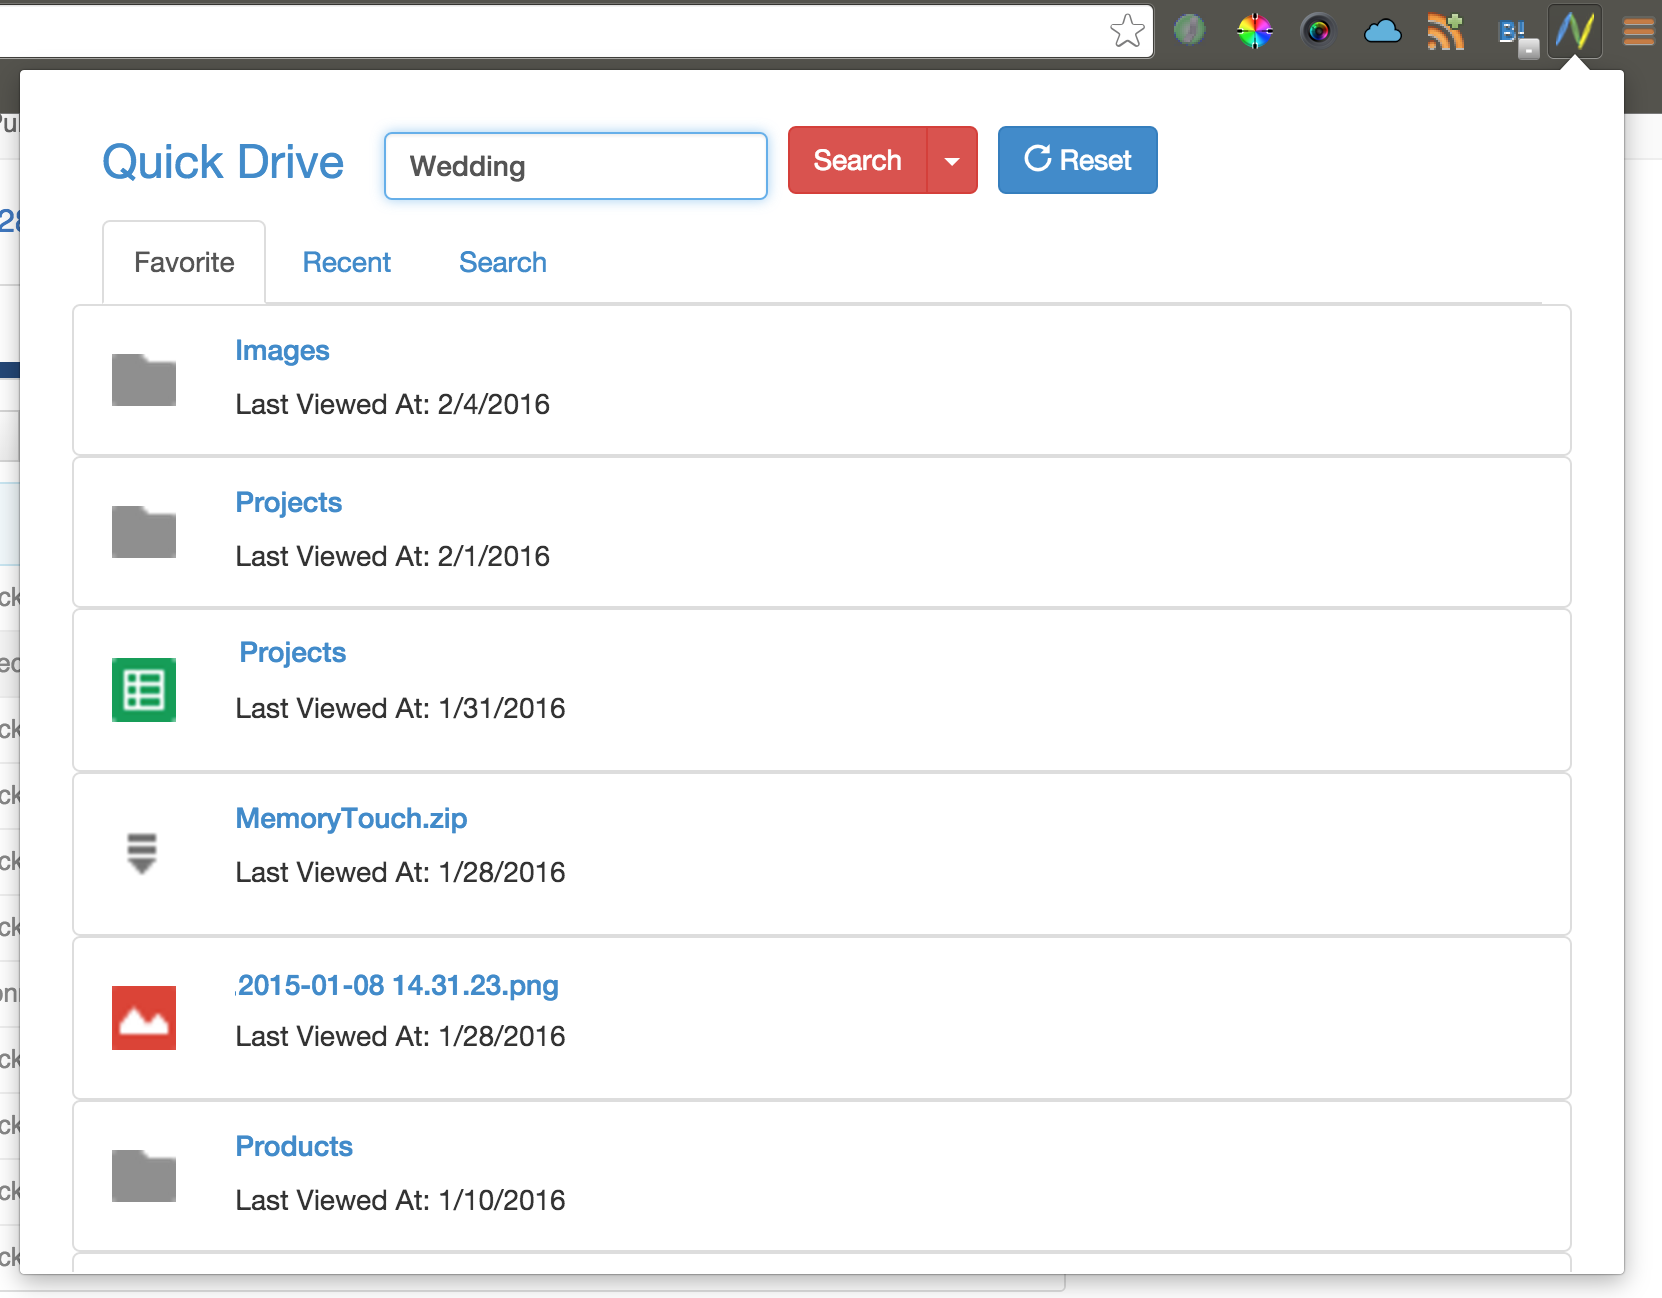 Quick Drive
Wedding
Search
Reset
Favorite
Recent
Search
Images
Last Viewed At: 2/4/2016
Projects
Last Viewed At: 2/1/2016
Projects
Last Viewed At: 1/31/2016
MemoryTouch.zip
Last Viewed At: 1/28/2016
2015-01-08 14.31.23.png
Last Viewed At: 1/28/2016
Products
Last Viewed At: 1/10/2016